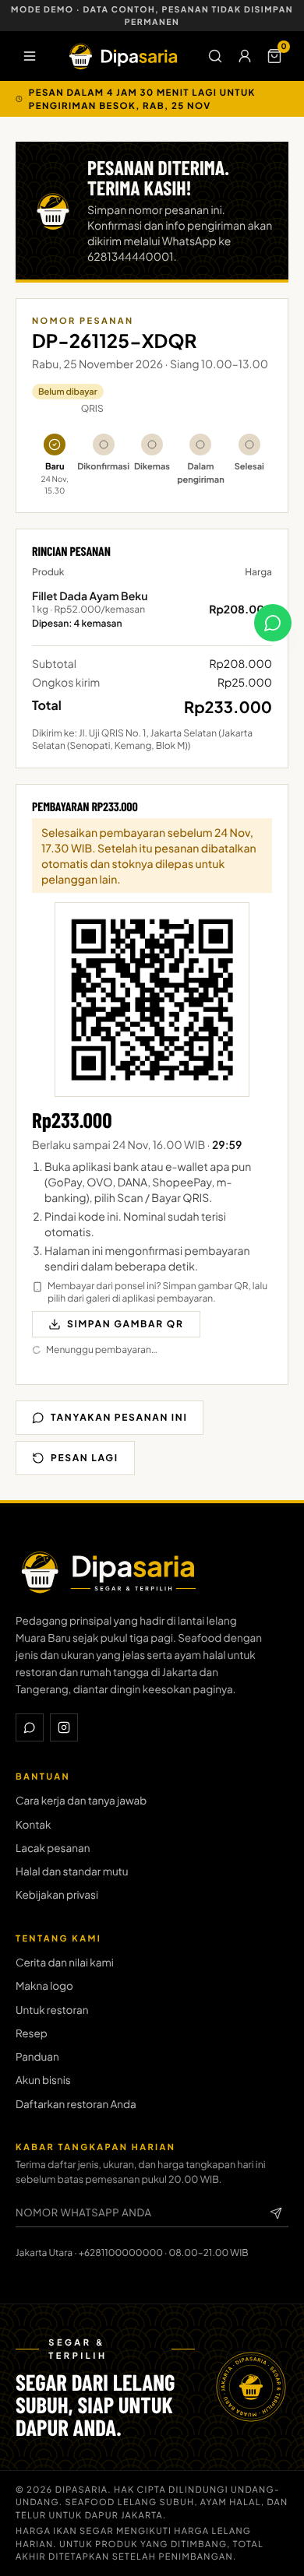 MODE DEMO · DATA CONTOH, PESANAN TIDAK DISIMPAN
PERMANEN
Dipasaria
0
PESAN DALAM 4 JAM 30 MENIT LAGI UNTUK
PENGIRIMAN BESOK, RAB, 25 NOV
PESANAN DITERIMA.
TERIMA KASIH!
Simpan nomor pesanan ini.
Konfirmasi dan info pengiriman akan
dikirim melalui WhatsApp ke
6281344440001.
NOMOR PESANAN
DP-261125-XDQR
Rabu, 25 November 2026 · Siang 10.00–13.00
Belum dibayar
QRIS
Baru
Dikonfirmasi
Dikemas
Dalam
pengiriman
Selesai
24 Nov,
15.30
RINCIAN PESANAN
Produk Harga
Fillet Dada Ayam Beku
1 kg · Rp52.000/kemasan
Rp208.0
Dipesan: 4 kemasan
Subtotal Rp208.000
Ongkos kirim Rp25.000
Total Rp233.000
Dikirim ke: Jl. Uji QRIS No. 1, Jakarta Selatan (Jakarta
Selatan (Senopati, Kemang, Blok M))
PEMBAYARAN RP233.000
Selesaikan pembayaran sebelum 24 Nov,
17.30 WIB. Setelah itu pesanan dibatalkan
otomatis dan stoknya dilepas untuk
pelanggan lain.
Rp233.000
Berlaku sampai 24 Nov, 16.00 WIB · 29:59
1. Buka aplikasi bank atau e-wallet apa pun
(GoPay, OVO, DANA, ShopeePay, m-
banking), pilih Scan / Bayar QRIS.
2. Pindai kode ini. Nominal sudah terisi
otomatis.
3. Halaman ini mengonfirmasi pembayaran
sendiri dalam beberapa detik.
Membayar dari ponsel ini? Simpan gambar QR, lalu
pilih dari galeri di aplikasi pembayaran.
SIMPAN GAMBAR QR
Menunggu pembayaran…
TANYAKAN PESANAN INI
PESAN LAGI
Dipasaria
SEGAR & TERPILIH
Pedagang prinsipal yang hadir di lantai lelang
Muara Baru sejak pukul tiga pagi. Seafood dengan
jenis dan ukuran yang jelas serta ayam halal untuk
restoran dan rumah tangga di Jakarta dan
Tangerang, diantar dingin keesokan paginya.
BANTUAN
Cara kerja dan tanya jawab
Kontak
Lacak pesanan
Halal dan standar mutu
Kebijakan privasi
TENTANG KAMI
Cerita dan nilai kami
Makna logo
Untuk restoran
Resep
Panduan
Akun bisnis
Daftarkan restoran Anda
KABAR TANGKAPAN HARIAN
Terima daftar jenis, ukuran, dan harga tangkapan hari ini
sebelum batas pemesanan pukul 20.00 WIB.
NOMOR WHATSAPP ANDA
Jakarta Utara · +6281100000000 · 08.00–21.00 WIB
SEGAR &
TERPILIH
SEGAR DARI LELANG
SUBUH, SIAP UNTUK
DAPUR ANDA.
© 2026 DIPASARIA. HAK CIPTA DILINDUNGI UNDANG-
UNDANG. SEAFOOD LELANG SUBUH, AYAM HALAL, DAN
TELUR UNTUK DAPUR JAKARTA.
HARGA IKAN SEGAR MENGIKUTI HARGA LELANG
HARIAN. UNTUK PRODUK YANG DITIMBANG, TOTAL
AKHIR DITETAPKAN SETELAH PENIMBANGAN.